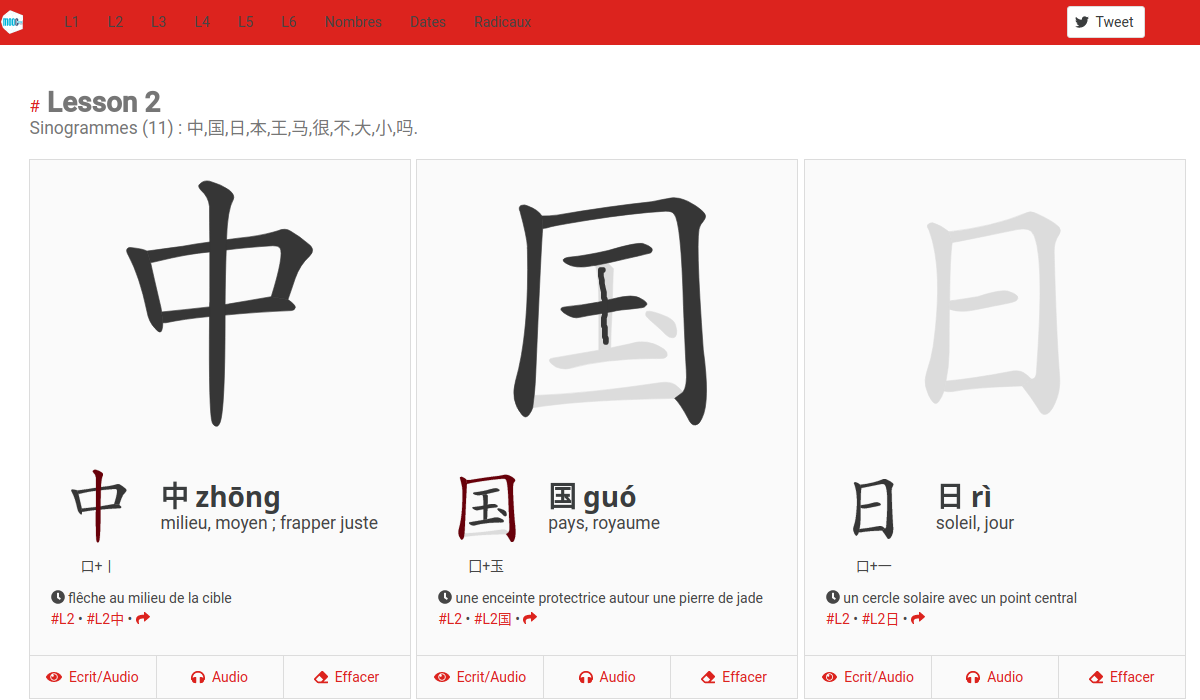 MOOC
L1 L2 L3 L4 L5 L6 Nombres Dates Radicaux Tweet
# Lesson 2
Sinogrammes (11) : 中,国,日,本,王,马,很,不,大,小,吗.
中
中
中 zhōng
milieu, moyen ; frapper juste
口+丨
flêche au milieu de la cible
#L2 • #L2中 •
Ecrit/Audio Audio Effacer
国
国
国 guó
pays, royaume
囗+玉
une enceinte protectrice autour une pierre de jade
#L2 • #L2国 •
Ecrit/Audio Audio Effacer
日
日
日 rì
soleil, jour
口+一
un cercle solaire avec un point central
#L2 • #L2日 •
Ecrit/Audio Audio Effacer